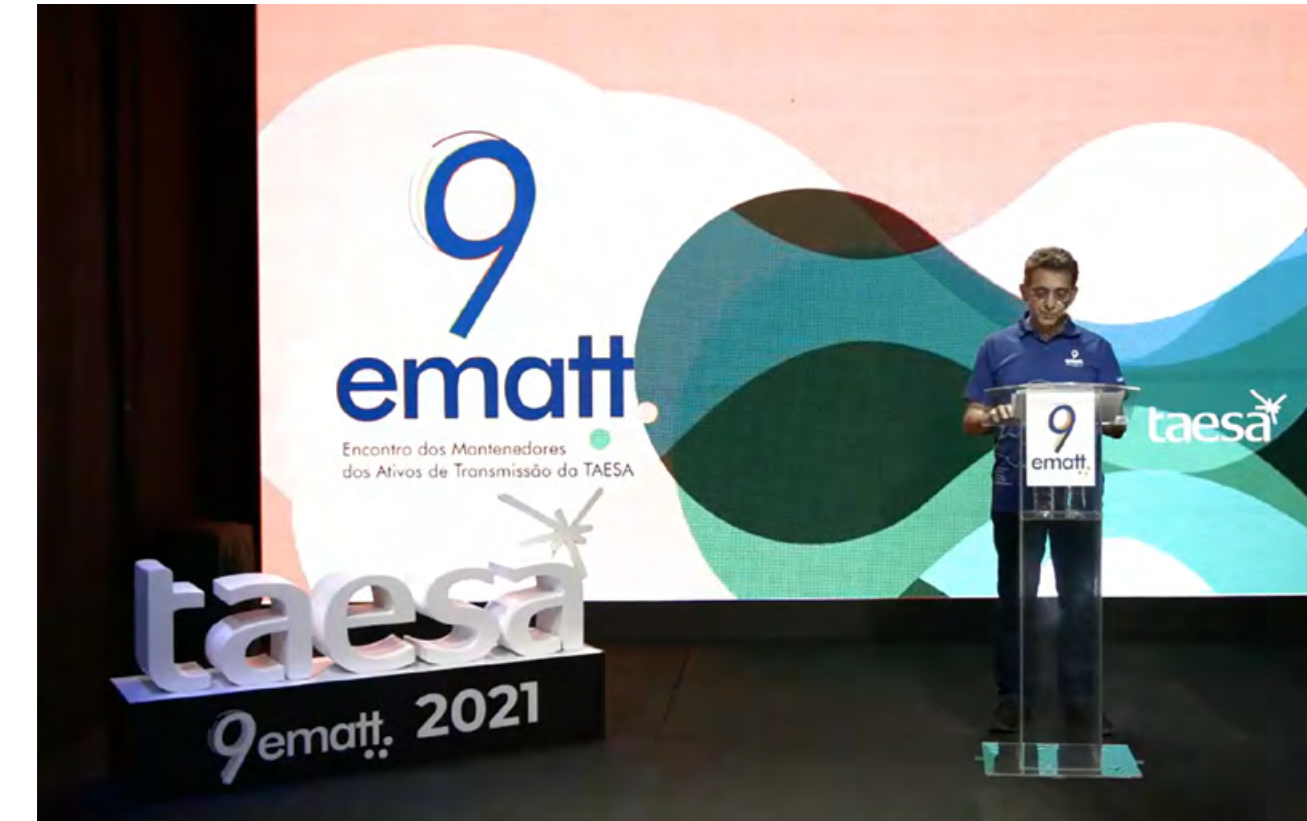 9
ematt.
Encontro dos Mantenedores
dos Ativos de Transmissão da TAESA
taesa
9
ematt.
taesa
9ematt. 2021